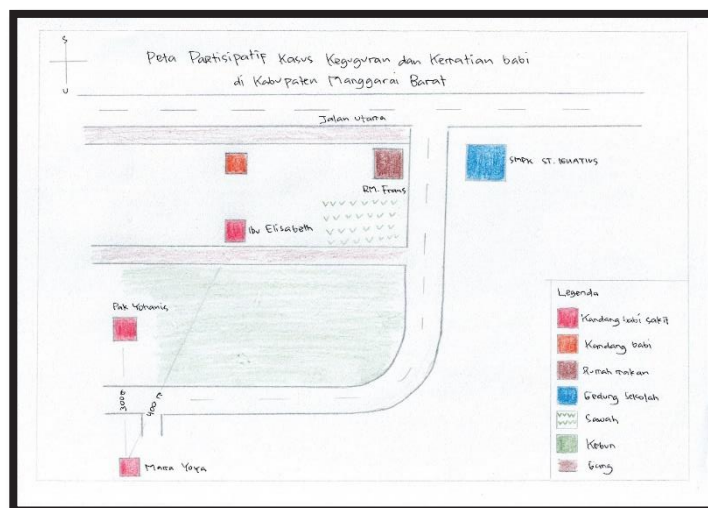 S
U
Peta Partisipatif Kasus Keguguran dan Kematian babi
di Kabupaten Manggarai Barat
Jalan Utama
SMPK ST. IGNATIUS
RM. Frans
Ibu Elisabeth
Pak Yohanis
300 m
400 m
Mama Yovya
Legenda
Kandang babi sakit
Kandang babi
Rumah makan
Gedung Sekolah
Sawah
Kebun
Gang